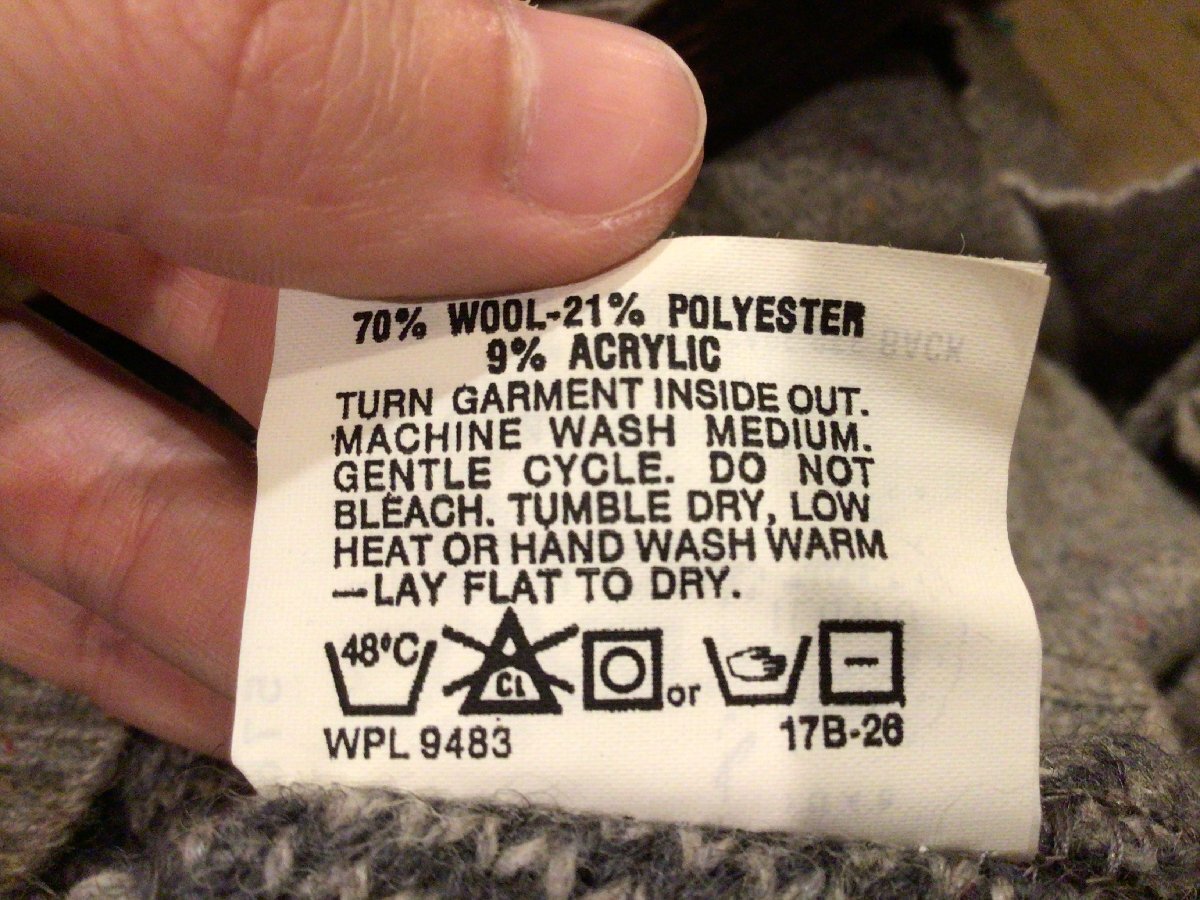 70% WOOL-21% POLYESTER
9% ACRYLIC
TURN GARMENT INSIDE OUT.
MACHINE WASH MEDIUM.
GENTLE CYCLE. DO NOT
BLEACH. TUMBLE DRY, LOW
HEAT OR HAND WASH WARM
—LAY FLAT TO DRY.
48°C CL or
WPL 9483 17B-26